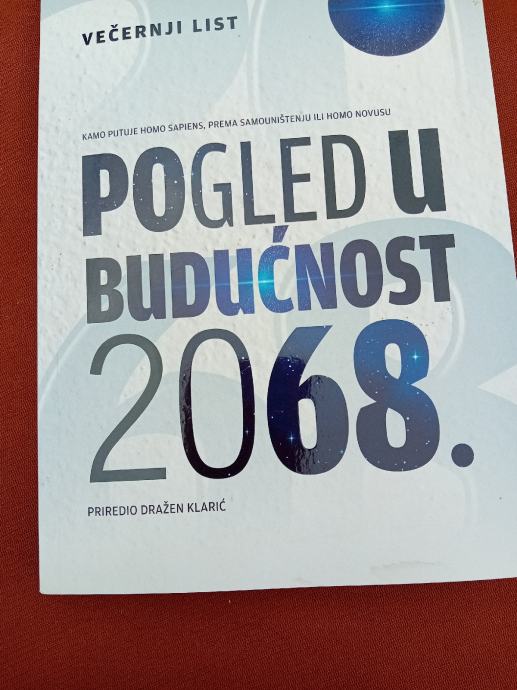 VEČERNJI LIST
KAMO PUTUJE HOMO SAPIENS, PREMA SAMOUNIŠTENJU ILI HOMO NOVUSU
POGLED U
BUDUĆNOST
2068.
PRIREDIO DRAŽEN KLARIĆ